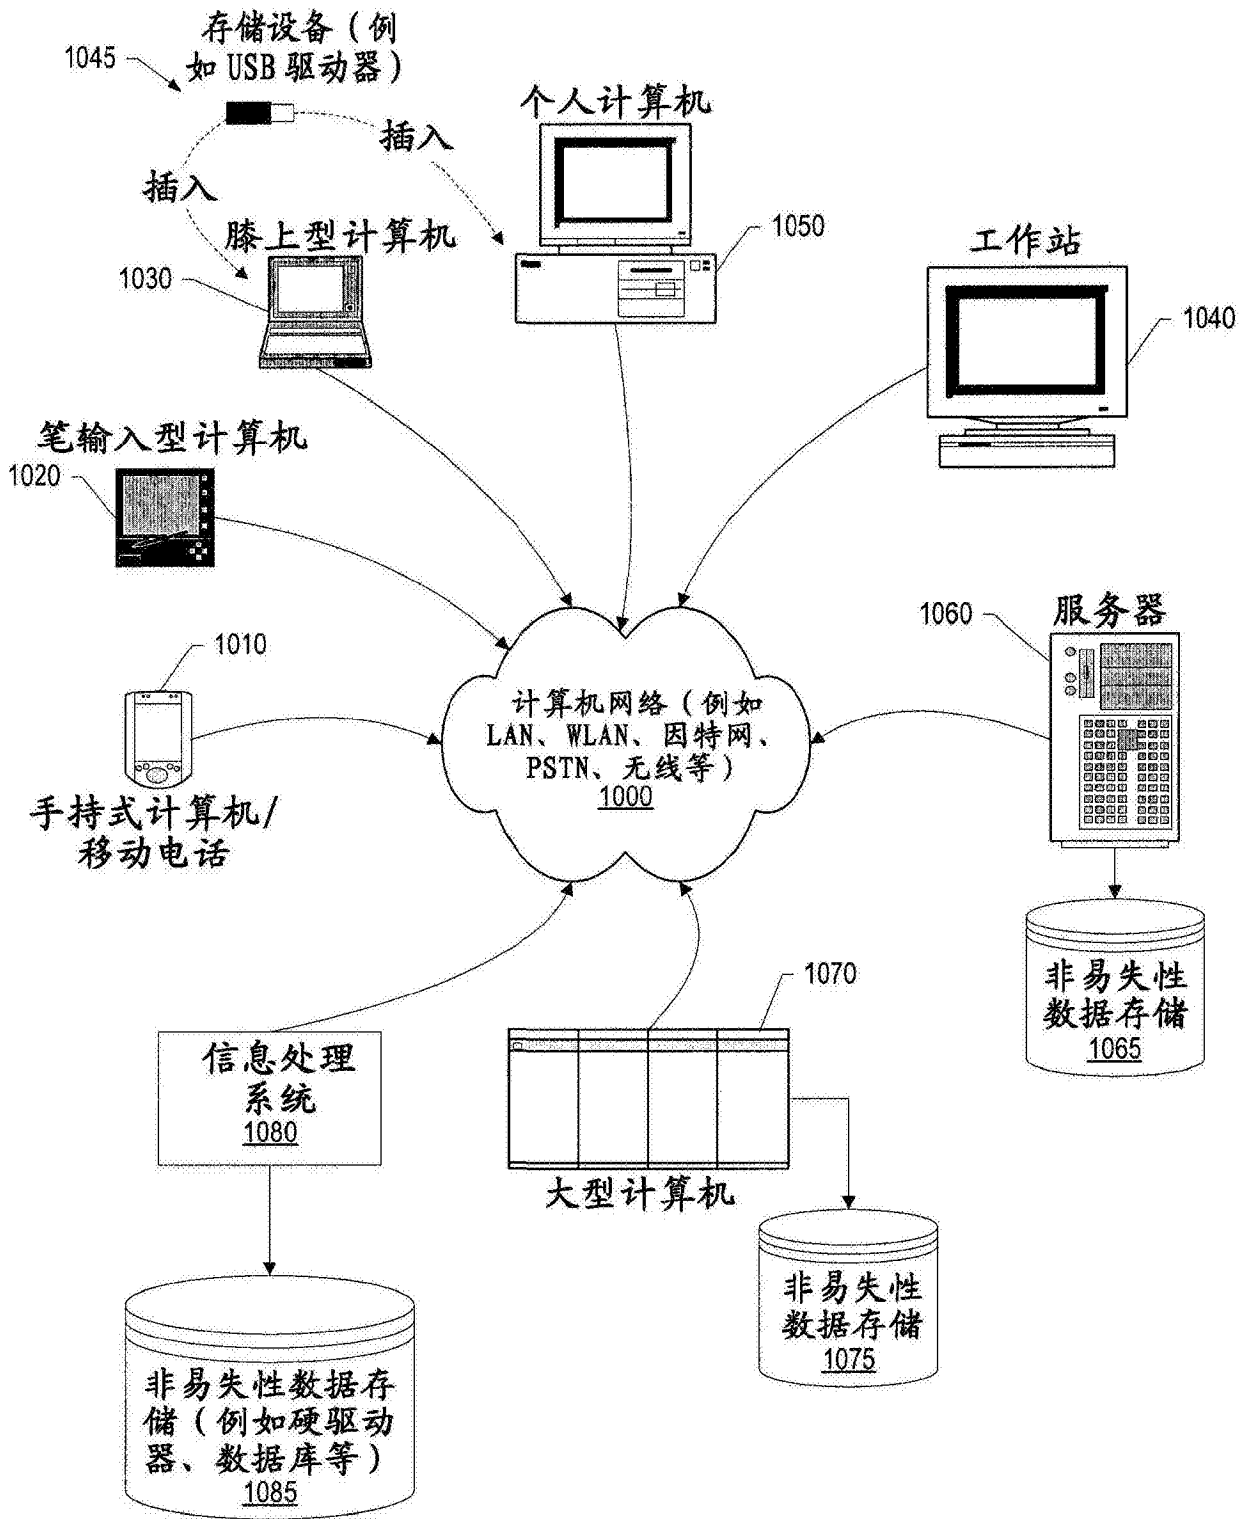 存储设备（例
如 USB 驱动器）
1045
个人计算机
插入
插入
膝上型计算机
1030
1050
工作站
1040
笔输入型计算机
1020
1010
手持式计算机/
移动电话
计算机网络（例如
LAN、WLAN、因特网、
PSTN、无线等）
1000
服务器
1060
非易失性
数据存储
1065
1070
大型计算机
非易失性
数据存储
1075
信息处理
系统
1080
非易失性数据存
储（例如硬驱动
器、数据库等）
1085